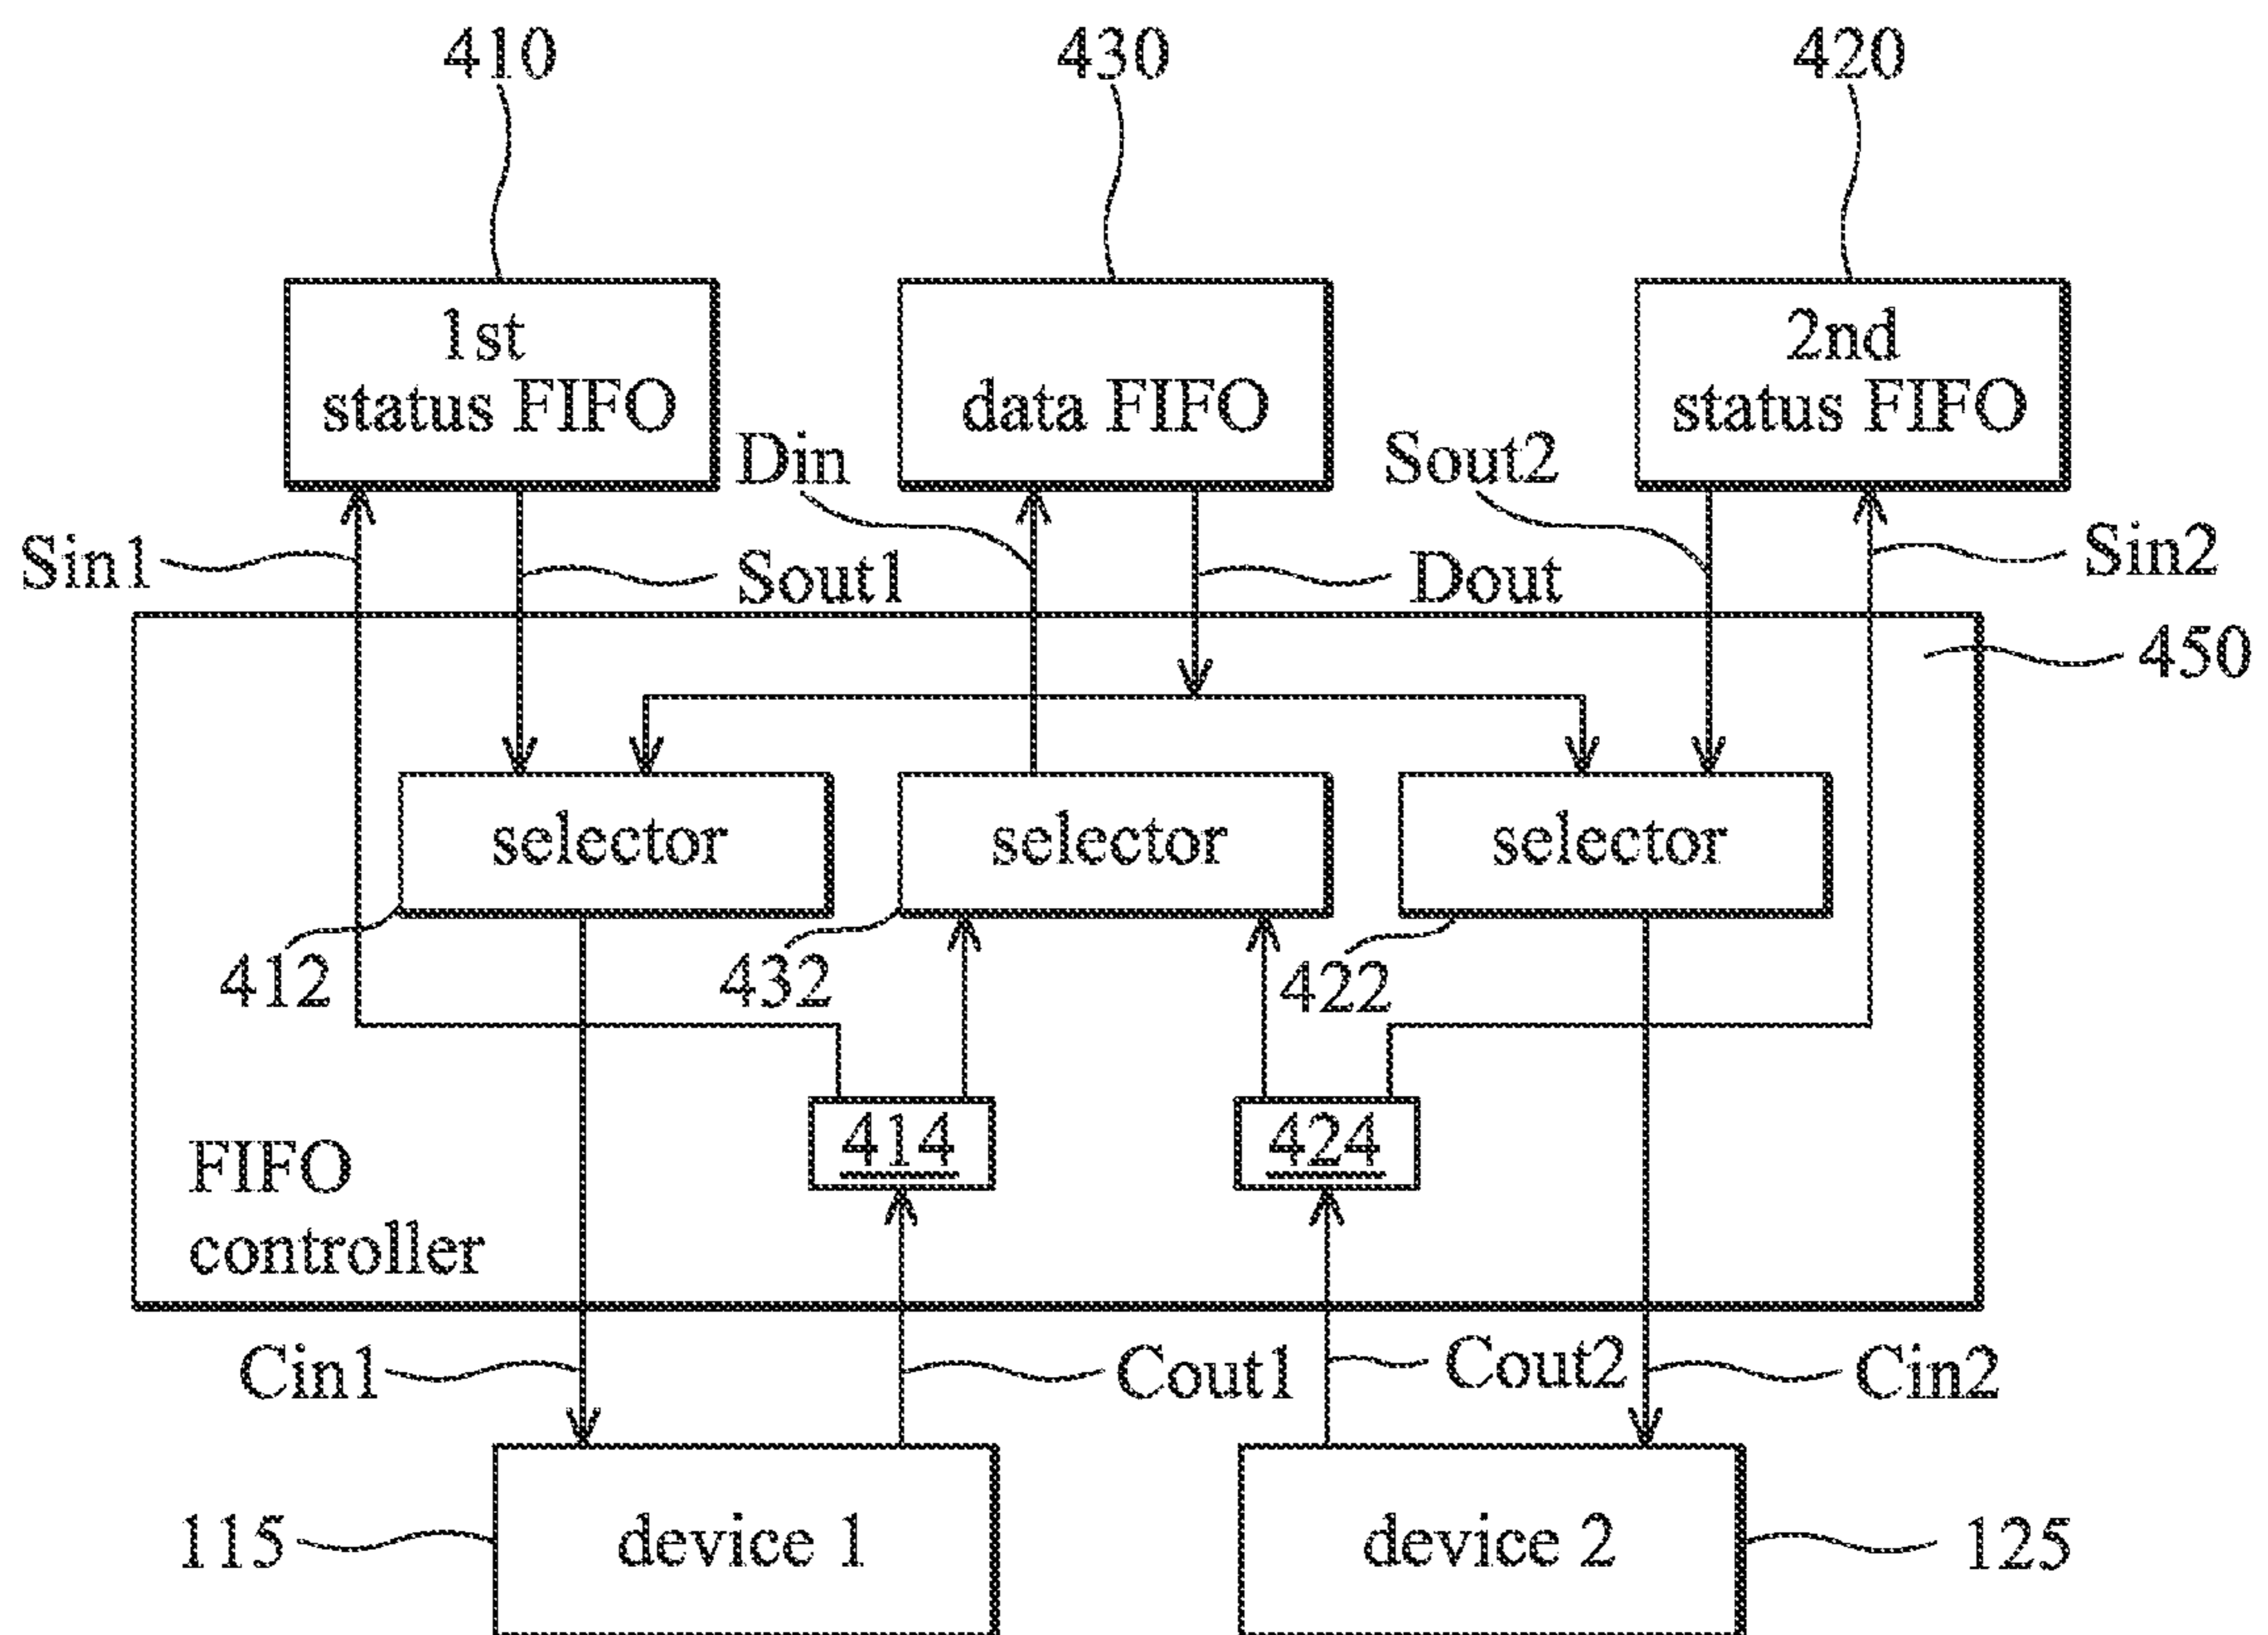 410
430
420
1st
status FIFO
data FIFO
2nd
status FIFO
Din
Sout2
Sin1
Sout1
Dout
Sin2
450
selector
selector
selector
412
432
422
414
424
FIFO
controller
Cin1
Cout1
Cout2
Cin2
115
device 1
device 2
125